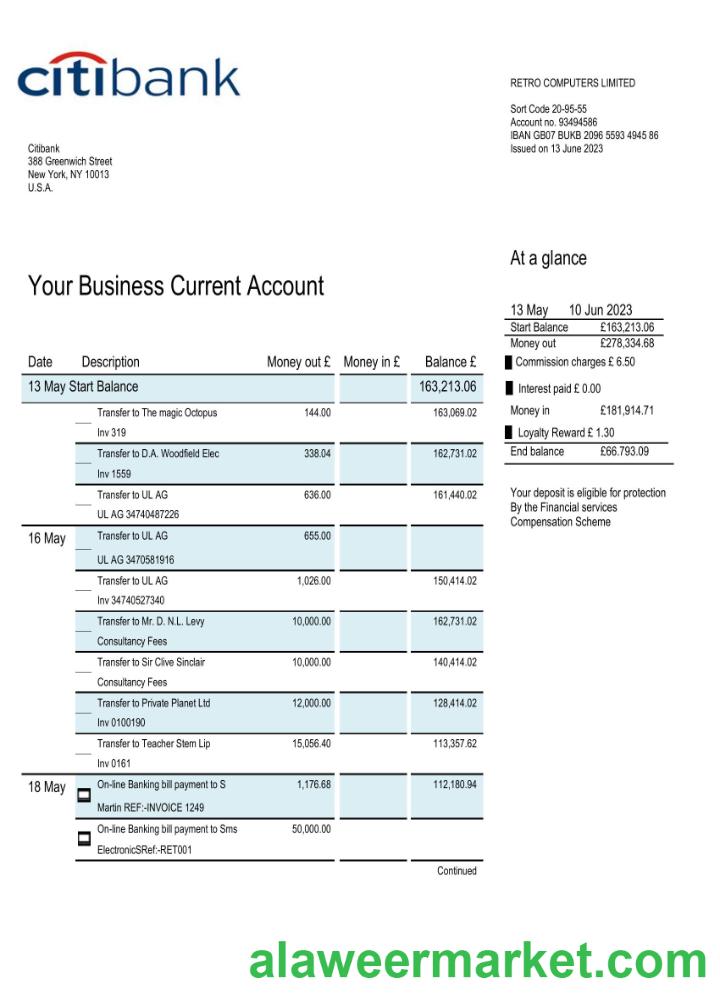 citibank
RETRO COMPUTERS LIMITED
Sort Code 20-95-55
Account no. 93494586
IBAN GB07 BUKB 2096 5593 4945 86
Issued on 13 June 2023
Citibank
388 Greenwich Street
New York, NY 10013
U.S.A.
At a glance
Your Business Current Account
13 May 10 Jun 2023
Start Balance £163,213.06
Money out £278,334.68
Commission charges £ 6.50
Interest paid £ 0.00
Money in £181,914.71
Loyalty Reward £ 1.30
End balance £66.793.09
Your deposit is eligible for protection
By the Financial services
Compensation Scheme
Date Description Money out £ Money in £ Balance £
13 May Start Balance 163,213.06
Transfer to The magic Octopus 144.00 163,069.02
Inv 319
Transfer to D.A. Woodfield Elec 338.04 162,731.02
Inv 1559
Transfer to UL AG 636.00 161,440.02
UL AG 34740487226
16 May Transfer to UL AG 655.00
UL AG 3470581916
Transfer to UL AG 1,026.00 150,414.02
Inv 34740527340
Transfer to Mr. D. N.L. Levy 10,000.00 162,731.02
Consultancy Fees
Transfer to Sir Clive Sinclair 10,000.00 140,414.02
Consultancy Fees
Transfer to Private Planet Ltd 12,000.00 128,414.02
Inv 0100190
Transfer to Teacher Stem Lip 15,056.40 113,357.62
Inv 0161
18 May On-line Banking bill payment to S 1,176.68 112,180.94
Martin REF:-INVOICE 1249
On-line Banking bill payment to Sms 50,000.00
ElectronicSRef:-RET001
Continued
alaweermarket.com